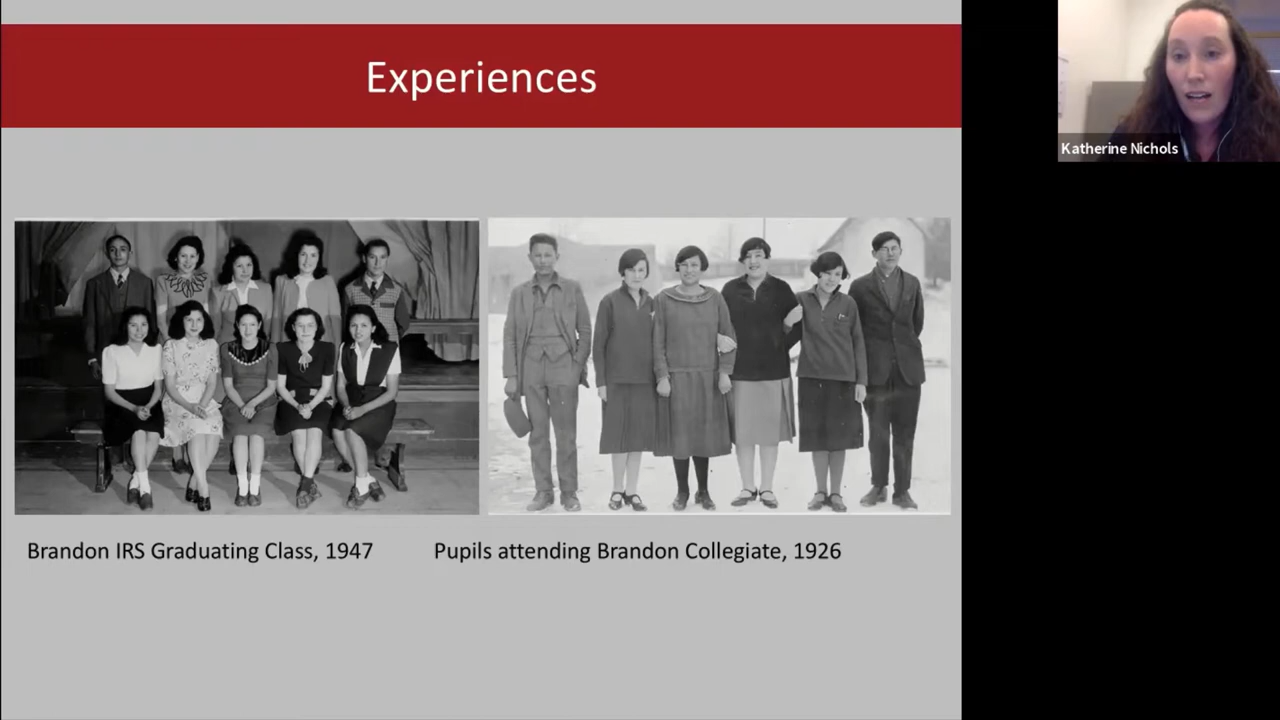 Experiences
Katherine Nichols
Brandon IRS Graduating Class, 1947
Pupils attending Brandon Collegiate, 1926